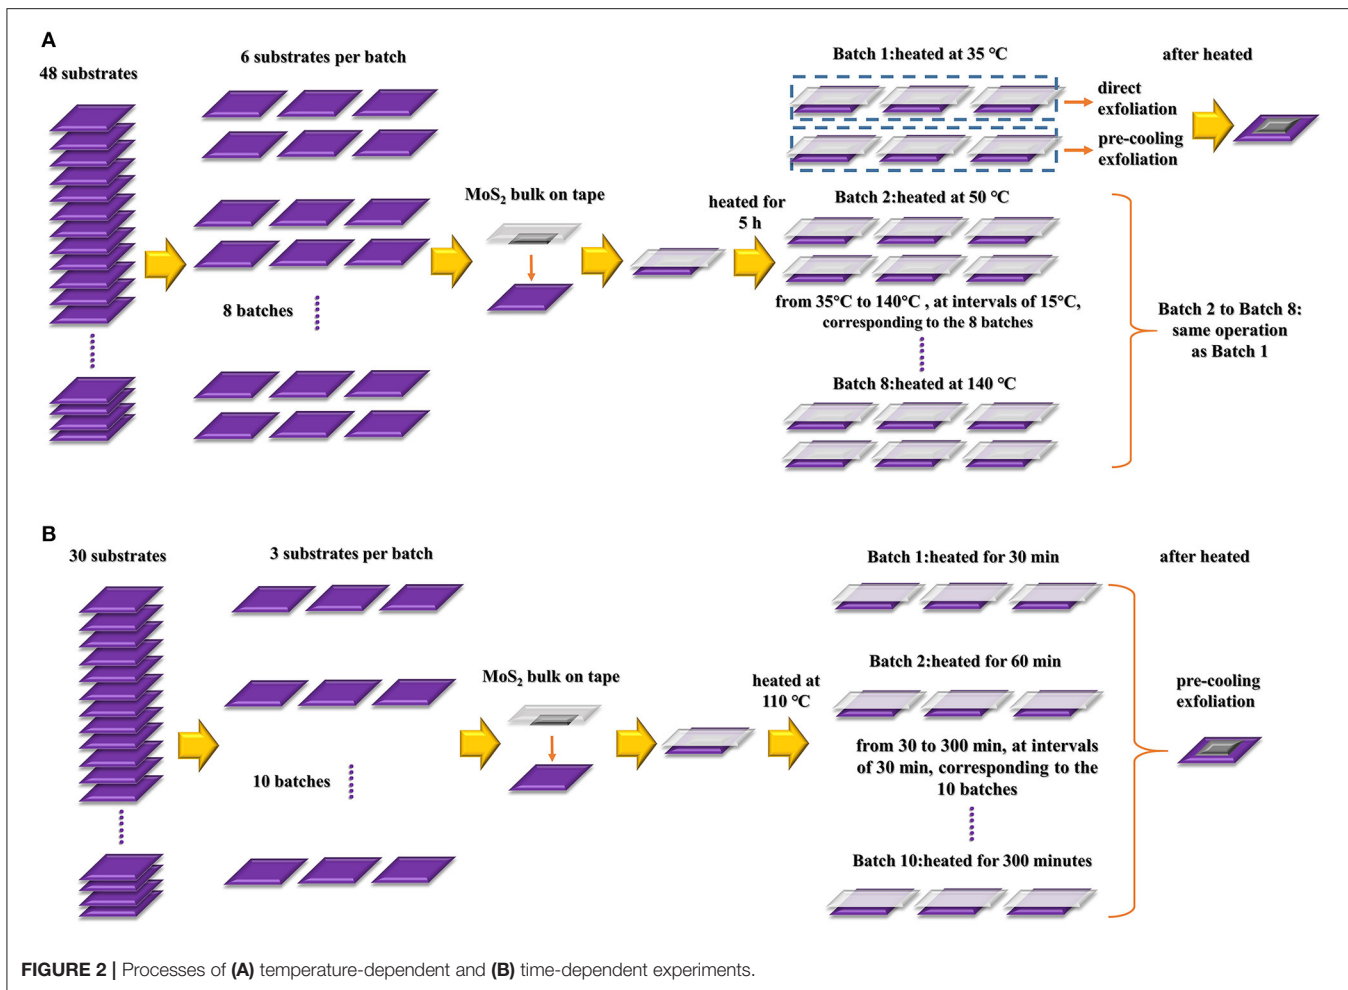 A
48 substrates
6 substrates per batch
8 batches
MoS₂ bulk on tape
heated for
5 h
Batch 1:heated at 35 °C
direct
exfoliation
pre-cooling
exfoliation
after heated
Batch 2:heated at 50 °C
from 35°C to 140°C , at intervals of 15°C,
corresponding to the 8 batches
Batch 8:heated at 140 °C
Batch 2 to Batch 8:
same operation
as Batch 1
B
30 substrates
3 substrates per batch
10 batches
MoS₂ bulk on tape
heated at
110 °C
Batch 1:heated for 30 min
Batch 2:heated for 60 min
from 30 to 300 min, at intervals
of 30 min, corresponding to the
10 batches
Batch 10:heated for 300 minutes
after heated
pre-cooling
exfoliation
FIGURE 2 | Processes of (A) temperature-dependent and (B) time-dependent experiments.